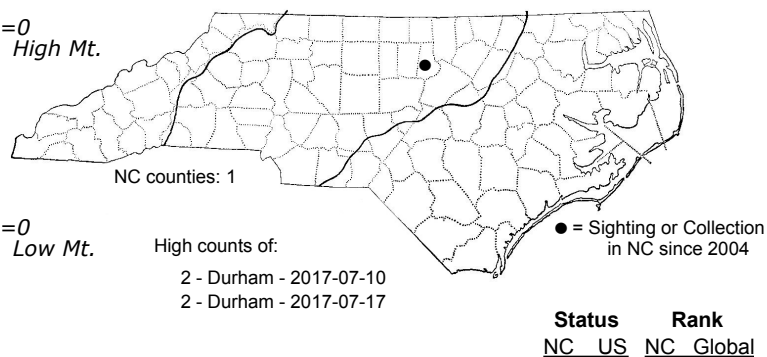 =0
High Mt.
NC counties: 1
=0
Low Mt.
High counts of:
2 - Durham - 2017-07-10
2 - Durham - 2017-07-17
● = Sighting or Collection
in NC since 2004
Status Rank
NC US NC Global